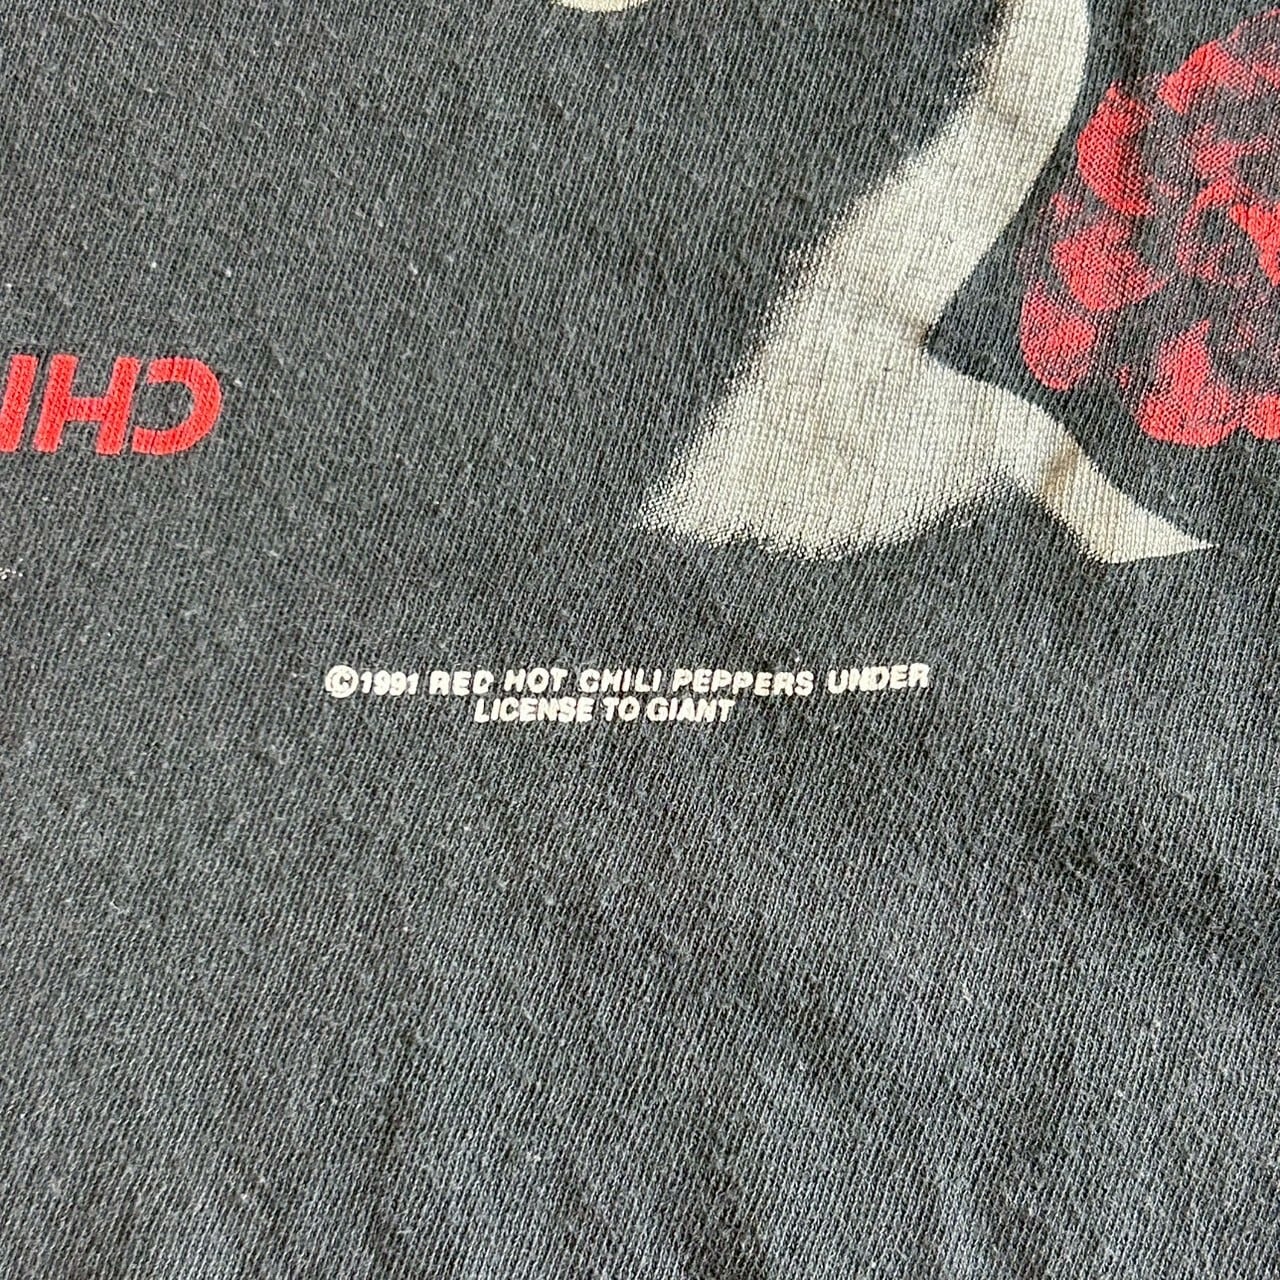 CHI
©1991 RED HOT CHILI PEPPERS UNDER
LICENSE TO GIANT